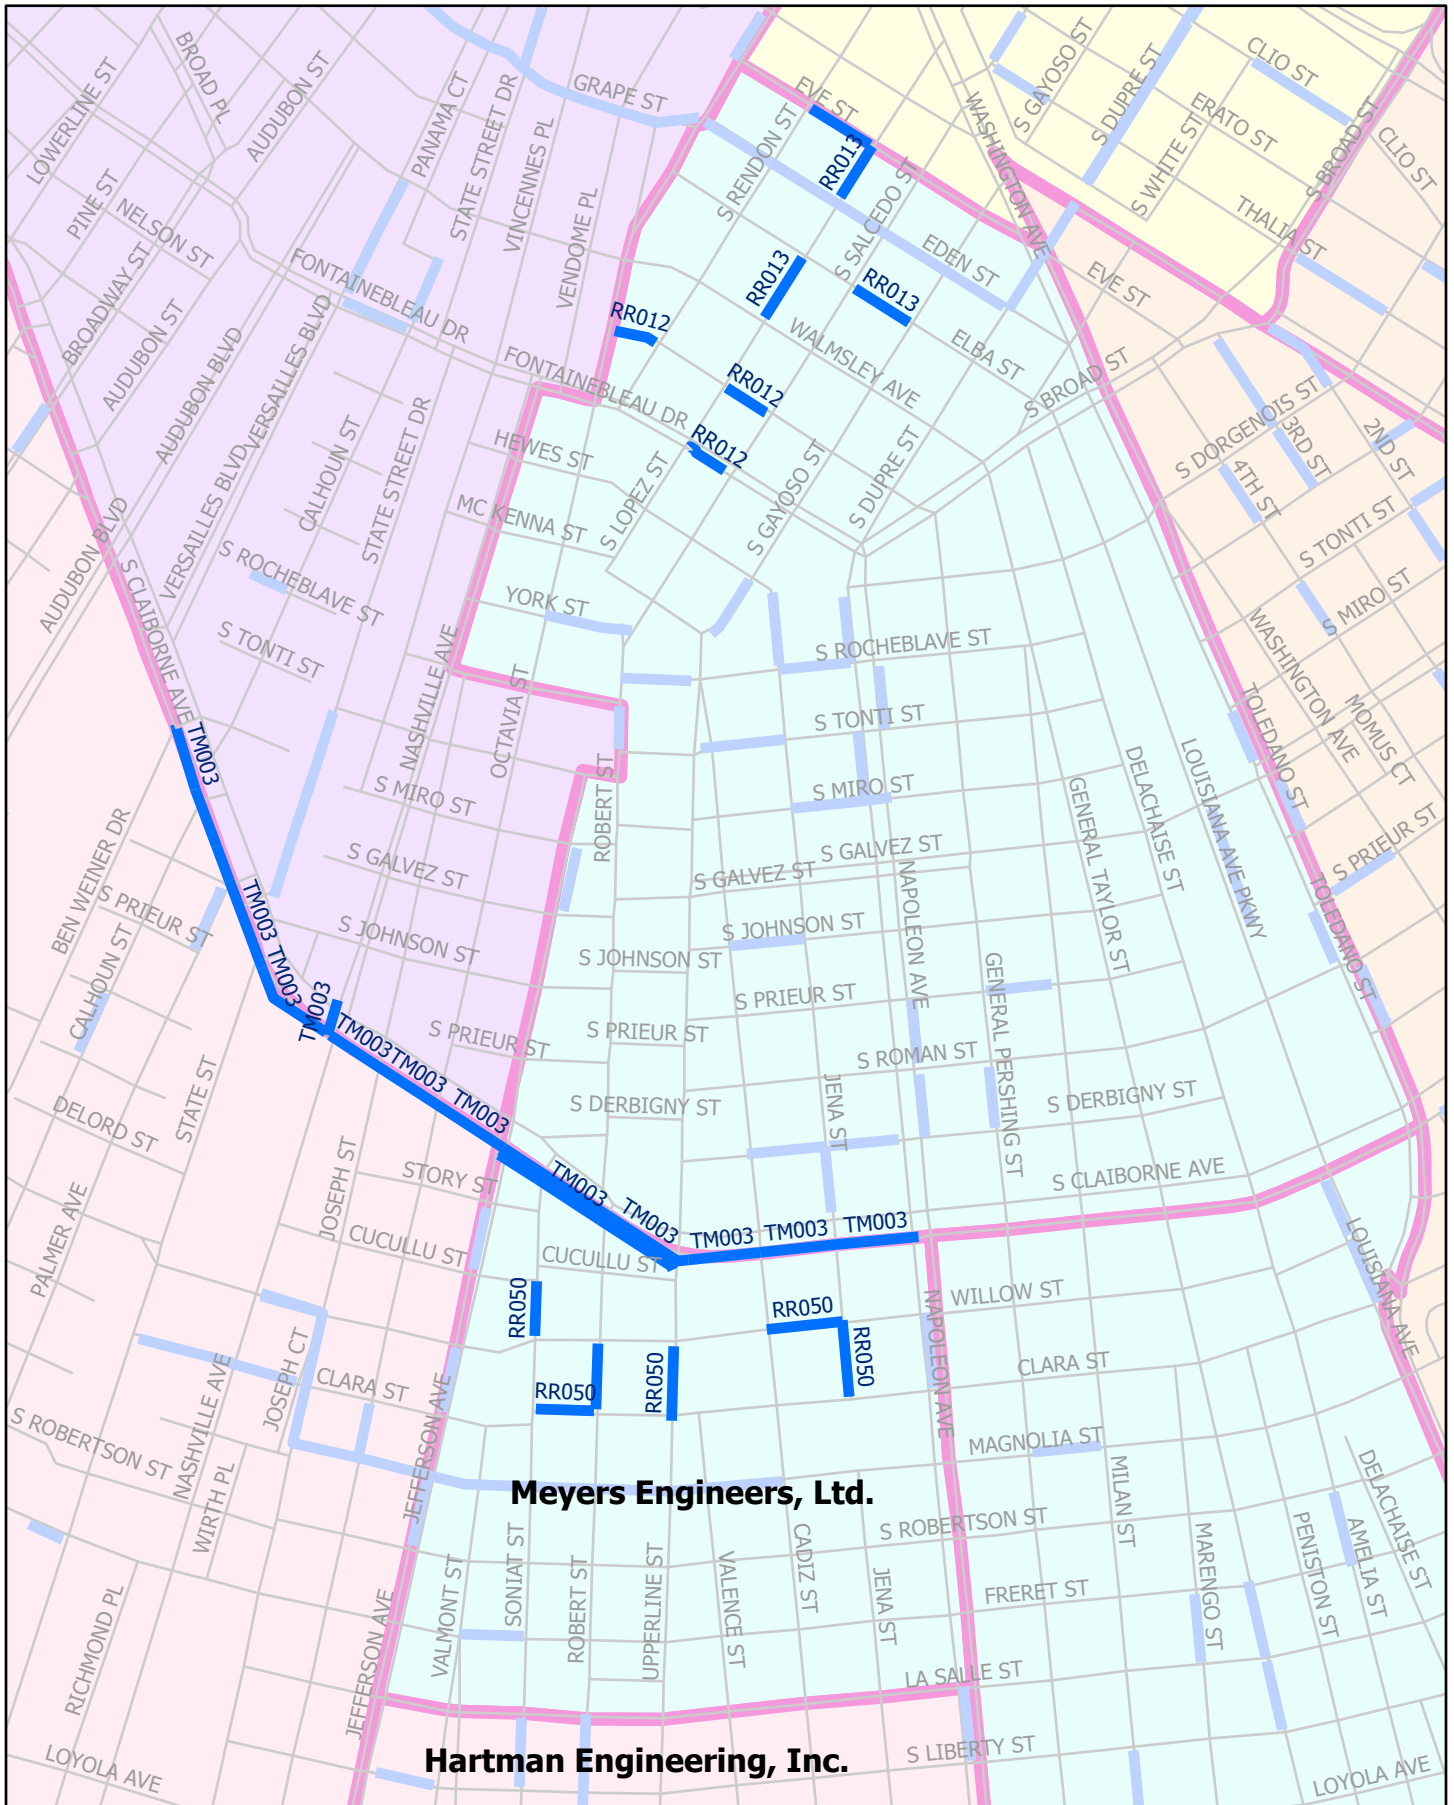 LOWERLINE ST
BROAD PL
AUDUBON ST
PANAMA CT
STATE STREET DR
GRAPE ST
VINCENNES PL
VENDOME PL
PINE ST
NELSON ST
BROADWAY ST
AUDUBON ST
FONTAINEBLEAU DR
AUDUBON BLVD
VERSAILLES BLVD
EVE ST
RR013
S RENDON ST
S SALCEDO ST
EDEN ST
WASHINGTON AVE
S GAYOSO ST
S DUPRE ST
CLIO ST
ERATO ST
S WHITE ST
S BROAD ST
CLIO ST
THALIA ST
EVE ST
RR013
RR013
RR012
WALMSLEY AVE
ELBA ST
S BROAD ST
FONTAINEBLEAU DR
RR012
RR012
HEWES ST
MC KENNA ST
S LOPEZ ST
S GAYOSO ST
S DUPRE ST
S DORGENOIS ST
3RD ST
2ND ST
4TH ST
S TONTI ST
S MIRO ST
CALHOUN ST
STATE STREET DR
VERSAILLES BLVD
AUDUBON BLVD
S CLAIBORNE AVE
S ROCHEBLAVE ST
S TONTI ST
YORK ST
NASHVILLE AVE
OCTAVIA ST
S ROCHEBLAVE ST
S TONTI ST
WASHINGTON AVE
MOMUS CT
TOLEDANO ST
S PRIEUR ST
TM003
S MIRO ST
ROBERT ST
S MIRO ST
DELACHAISE ST
LOUISIANA AVE PKWY
GENERAL TAYLOR ST
S GALVEZ ST
S GALVEZ ST
S GALVEZ ST
NAPOLEON AVE
BEN WEINER DR
S PRIEUR ST
CALHOUN ST
TM003
TM003
TM003
S JOHNSON ST
S JOHNSON ST
S JOHNSON ST
TOLEDANO ST
GENERAL PERSHING ST
S PRIEUR ST
S PRIEUR ST
S PRIEUR ST
TM003
TM003
TM003
S ROMAN ST
JENA ST
S DERBIGNY ST
S DERBIGNY ST
STATE ST
DELORD ST
JOSEPH ST
STORY ST
S CLAIBORNE AVE
TM003
TM003
TM003
TM003
TM003
PALMER AVE
CUCULLU ST
CUCULLU ST
LOUISIANA AVE
WILLOW ST
NAPOLEON AVE
RR050
RR050
RR050
RR050
RR050
JOSEPH CT
CLARA ST
CLARA ST
NASHVILLE AVE
S ROBERTSON ST
WIRTH PL
JEFFERSON AVE
MAGNOLIA ST
MILAN ST
DELACHAISE ST
Meyers Engineers, Ltd.
S ROBERTSON ST
SONIAT ST
VALMONT ST
ROBERT ST
UPPERLINE ST
VALENCE ST
CADIZ ST
JENA ST
FRERET ST
MARENGO ST
PENISTON ST
AMELIA ST
RICHMOND PL
JEFFERSON AVE
LA SALLE ST
LOYOLA AVE
Hartman Engineering, Inc.
S LIBERTY ST
LOYOLA AVE